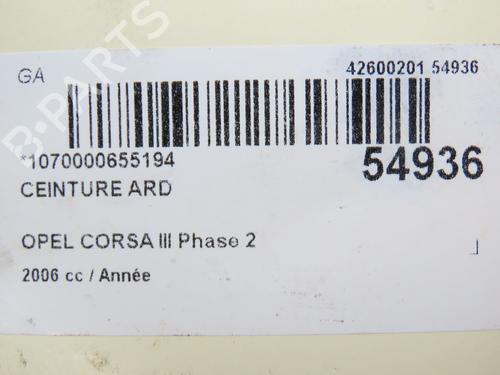 GA
42600201 54936
*1070000655194
54936
CEINTURE ARD
OPEL CORSA III Phase 2
2006 cc / Année
B-PARTS